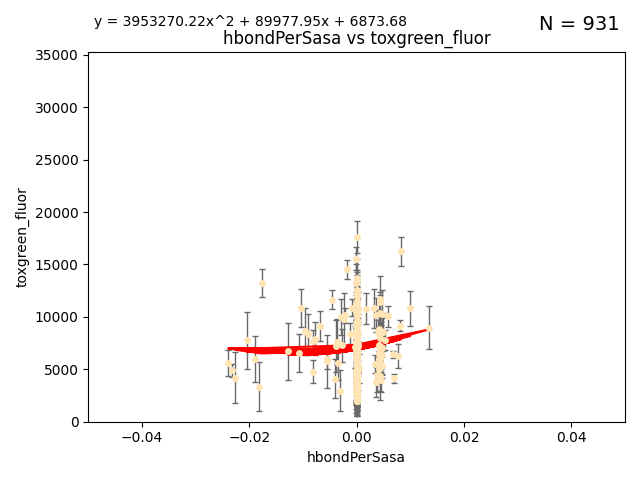 y = 3953270.22x^2 + 89977.95x + 6873.68
N = 931
hbondPerSasa vs toxgreen_fluor
35000
30000
25000
20000
15000
10000
5000
0
toxgreen_fluor
−0.04
−0.02
0.00
0.02
0.04
hbondPerSasa